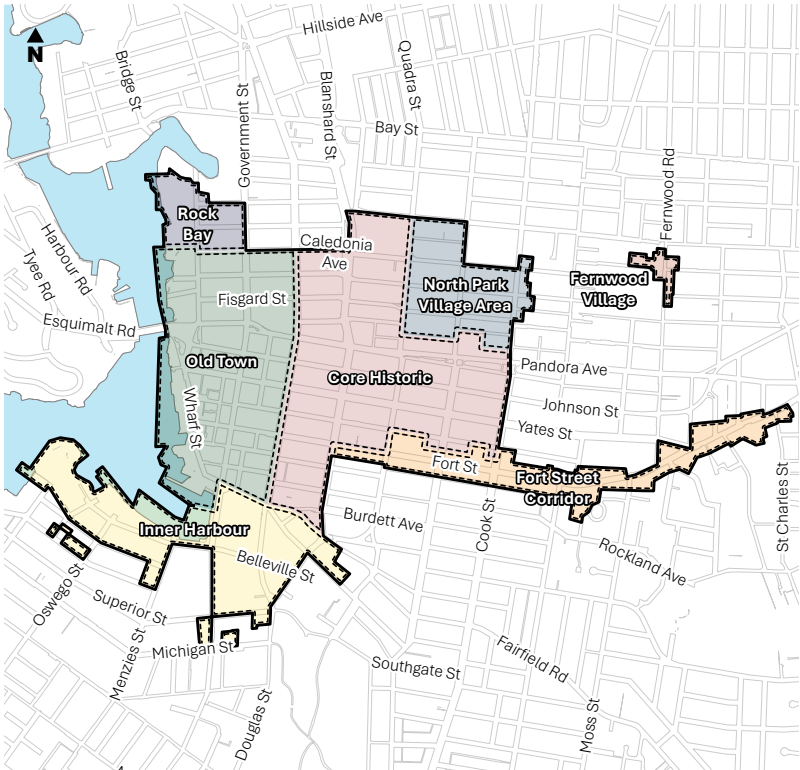 N
Hillside Ave
Bridge St
Quadra St
Blanshard St
Government St
Bay St
Fernwood Rd
Rock
Bay
Harbour Rd
Tyee Rd
Caledonia
Ave
Fernwood
Village
North Park
Village Area
Fisgard St
Esquimalt Rd
Old Town
Core Historic
Pandora Ave
Johnson St
Yates St
Wharf St
Fort St
Fort Street
Corridor
St Charles St
Cook St
Burdett Ave
Inner Harbour
Belleville St
Rockland Ave
Oswego St
Superior St
Menzies St
Michigan St
Douglas St
Southgate St
Fairfield Rd
Moss St